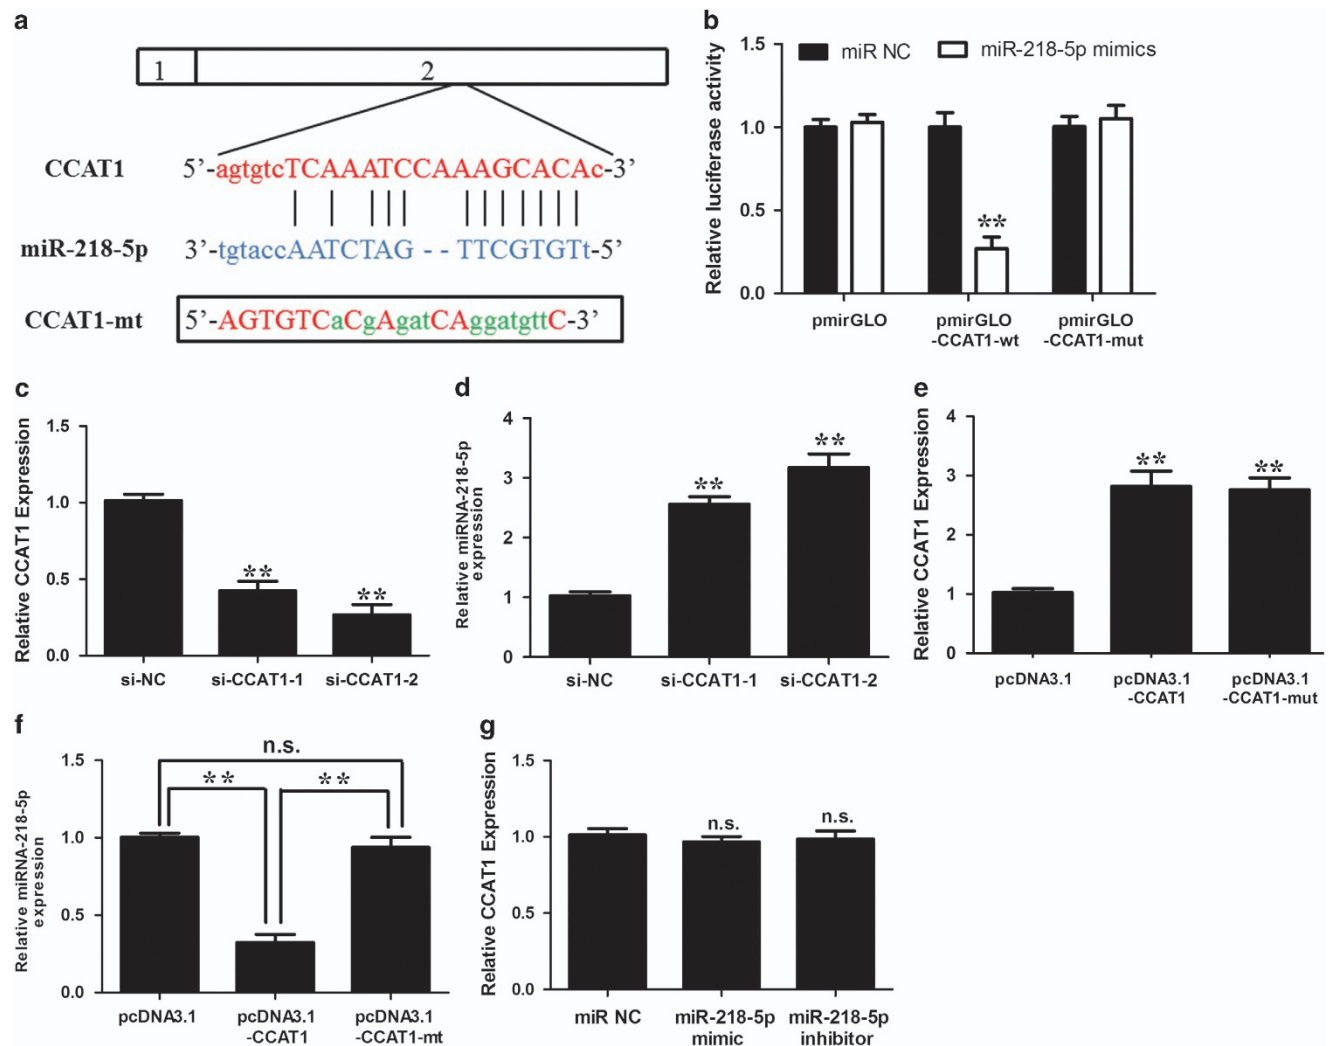 a
1 2
CCAT1 5'-agtgtcTCAAATCCAAAGCACAc-3'
miR-218-5p 3'-tgtaccAATCTAG--TTCGTGTt-5'
CCAT1-mt 5'-AGTGTCaCgAgatCAggatgttC-3'
b
miR NC miR-218-5p mimics
Relative luciferase activity
1.5
1.0
0.5
0.0
**
pmirGLO pmirGLO pmirGLO
-CCAT1-wt -CCAT1-mut
c
Relative CCAT1 Expression
1.5
1.0
0.5
0.0
** **
si-NC si-CCAT1-1 si-CCAT1-2
d
Relative miRNA-218-5p
expression
4
3
2
1
0
** **
si-NC si-CCAT1-1 si-CCAT1-2
e
Relative CCAT1 Expression
4
3
2
1
0
** **
pcDNA3.1 pcDNA3.1 pcDNA3.1
-CCAT1 -CCAT1-mut
f
Relative miRNA-218-5p
expression
1.5
1.0
0.5
0.0
n.s.
** **
pcDNA3.1 pcDNA3.1 pcDNA3.1
-CCAT1 -CCAT1-mt
g
Relative CCAT1 Expression
1.5
1.0
0.5
0.0
n.s. n.s.
miR NC miR-218-5p miR-218-5p
mimic inhibitor